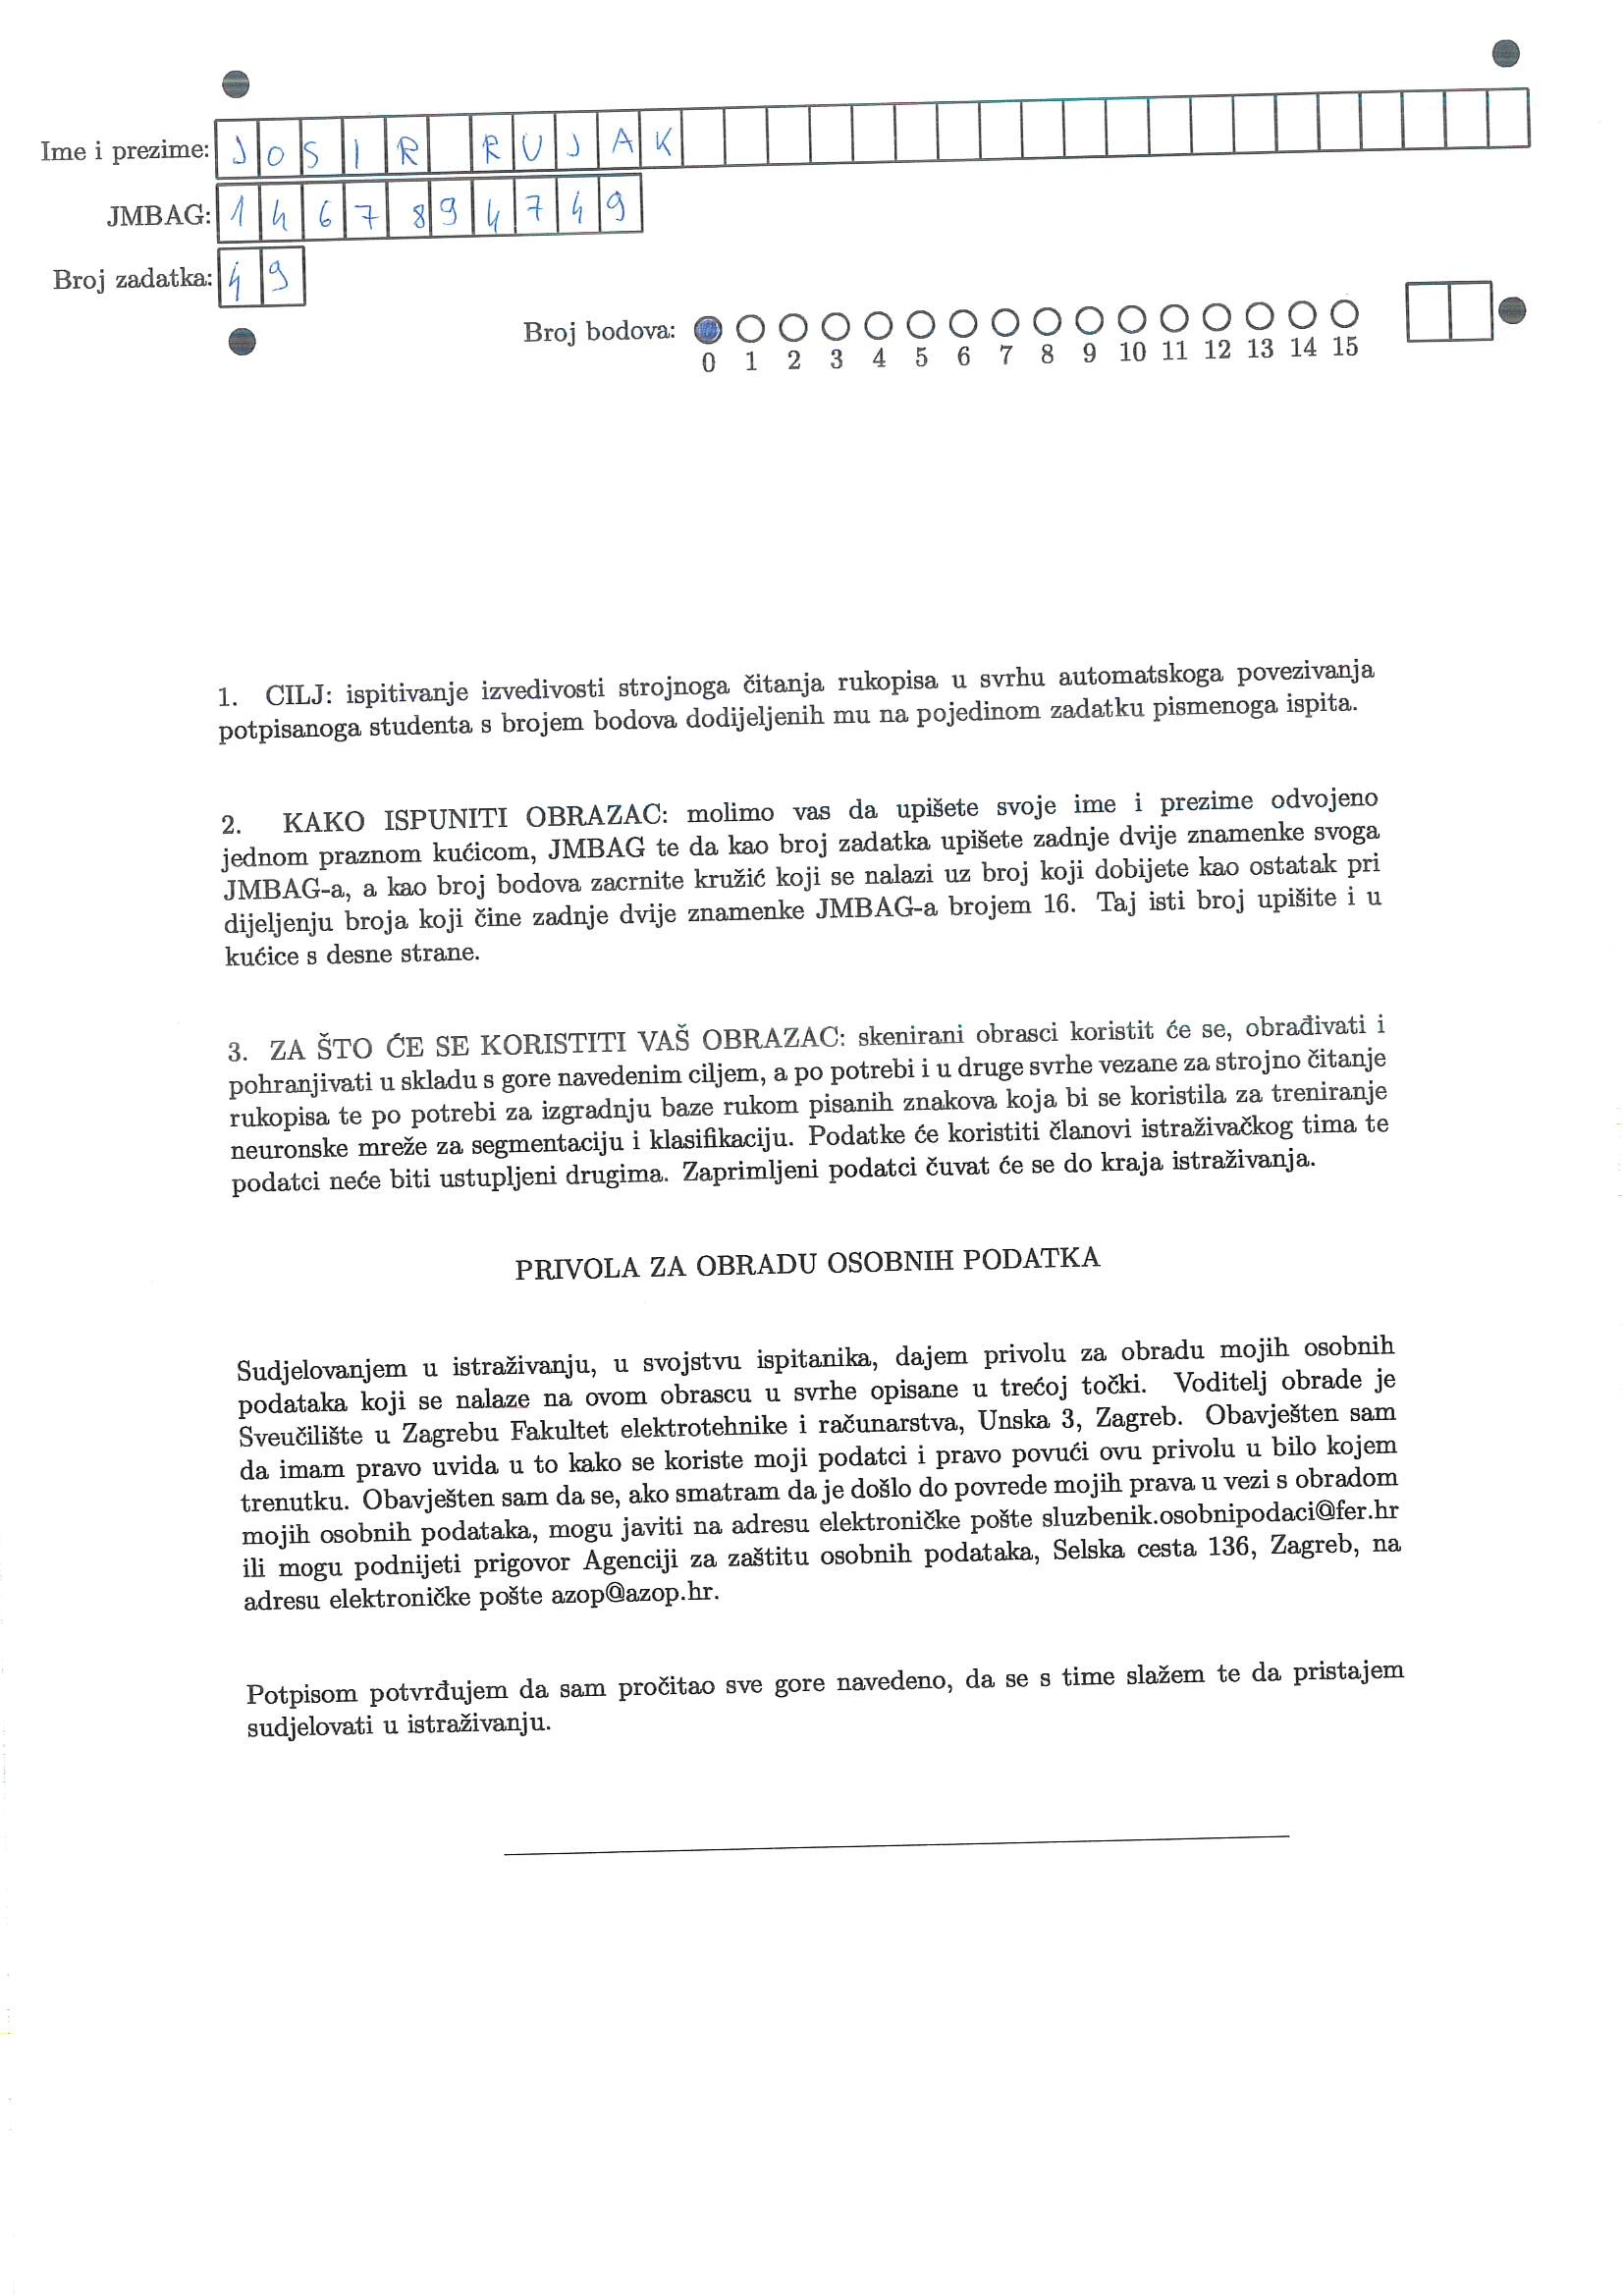 Ime i prezime: JOSIR RUJAK
JMBAG: 1467894749
Broj zadatka: 49
Broj bodova:
0 1 2 3 4 5 6 7 8 9 10 11 12 13 14 15
1. CILJ: ispitivanje izvedivosti strojnoga čitanja rukopisa u svrhu automatskoga povezivanja
potpisanoga studenta s brojem bodova dodijeljenih mu na pojedinom zadatku pismenoga ispita.
2. KAKO ISPUNITI OBRAZAC: molimo vas da upišete svoje ime i prezime odvojeno
jednom praznom kućicom, JMBAG te da kao broj zadatka upišete zadnje dvije znamenke svoga
JMBAG-a, a kao broj bodova zacrnite kružić koji se nalazi uz broj koji dobijete kao ostatak pri
dijeljenju broja koji čine zadnje dvije znamenke JMBAG-a brojem 16. Taj isti broj upišite i u
kućice s desne strane.
3. ZA ŠTO ĆE SE KORISTITI VAŠ OBRAZAC: skenirani obrasci koristit će se, obrađivati i
pohranjivati u skladu s gore navedenim ciljem, a po potrebi i u druge svrhe vezane za strojno čitanje
rukopisa te po potrebi za izgradnju baze rukom pisanih znakova koja bi se koristila za treniranje
neuronske mreže za segmentaciju i klasifikaciju. Podatke će koristiti članovi istraživačkog tima te
podatci neće biti ustupljeni drugima. Zaprimljeni podatci čuvat će se do kraja istraživanja.
PRIVOLA ZA OBRADU OSOBNIH PODATKA
Sudjelovanjem u istraživanju, u svojstvu ispitanika, dajem privolu za obradu mojih osobnih
podataka koji se nalaze na ovom obrascu u svrhe opisane u trećoj točki. Voditelj obrade je
Sveučilište u Zagrebu Fakultet elektrotehnike i računarstva, Unska 3, Zagreb. Obavješten sam
da imam pravo uvida u to kako se koriste moji podatci i pravo povući ovu privolu u bilo kojem
trenutku. Obavješten sam da se, ako smatram da je došlo do povrede mojih prava u vezi s obradom
mojih osobnih podataka, mogu javiti na adresu elektroničke pošte sluzbenik.osobnipodaci@fer.hr
ili mogu podnijeti prigovor Agenciji za zaštitu osobnih podataka, Selska cesta 136, Zagreb, na
adresu elektroničke pošte azop@azop.hr.
Potpisom potvrđujem da sam pročitao sve gore navedeno, da se s time slažem te da pristajem
sudjelovati u istraživanju.